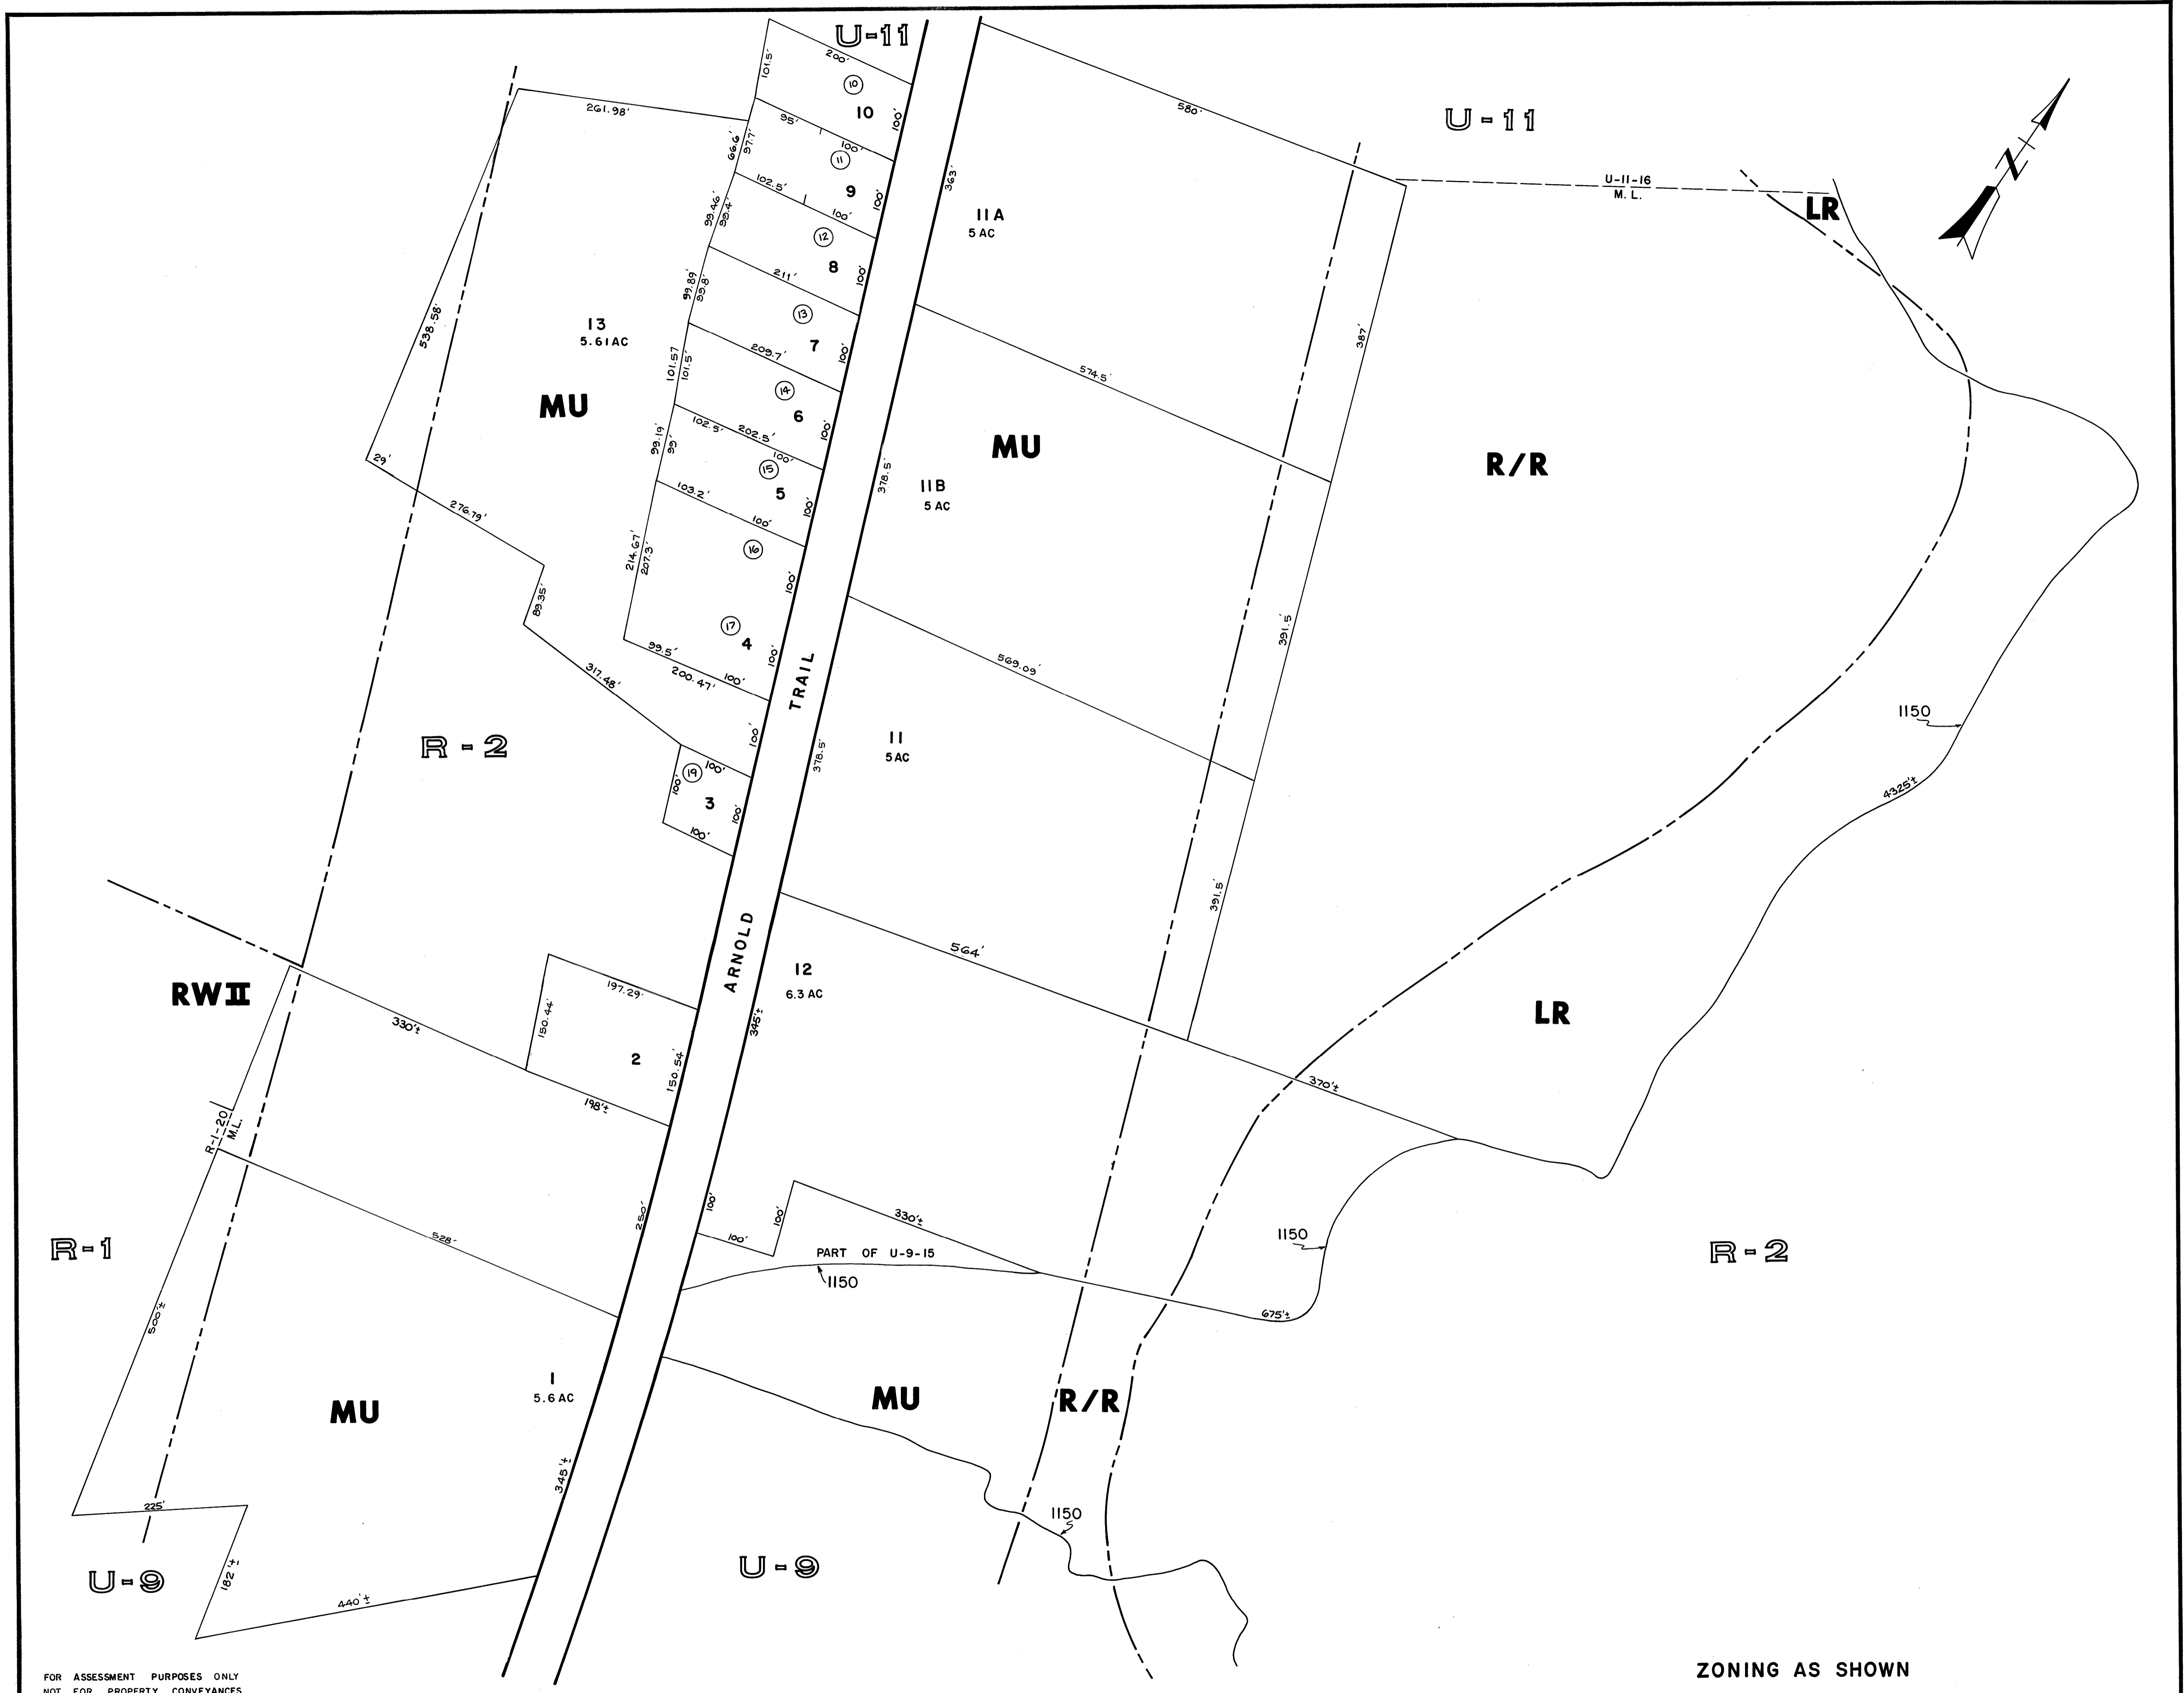 U-11
101.5'
200'
10
10
100'
580'
U-11
261.98'
66.6'
97.7'
95'
100'
11
9
100'
363'
U-11-16
M. L.
LR
N
102.5'
100'
99.46'
99.4'
12
8
100'
11A
5 AC
99.89'
99.8'
211'
13
7
100'
387'
538.58'
13
5.61AC
MU
101.57
101.5'
209.7'
14
6
100'
574.5'
MU
R/R
99.19'
99'
102.5'
202.5'
100'
15
5
100'
378.5'
11B
5 AC
29'
276.79'
103.2'
100'
16
100'
214.67'
207.3'
89.35'
17
4
100'
99.5'
200.47'
100'
317.48'
TRAIL
569.09'
391.5'
R-2
100'
378.5'
11
5 AC
1150
4325'±
19
100'
100'
3
100'
100'
391.5'
ARNOLD
564'
12
6.3 AC
RWII
330'±
197.29'
150.44'
2
150.54'
198'±
345'±
LR
370'±
R-1-20
M.L.
250'
100'
100'
100'
330'±
PART OF U-9-15
1150
1150
675'±
R-1
528'
R-2
500'±
MU
1
5.6 AC
MU
R/R
345'±
225'
1150
U-9
182'±
440'±
U-9
FOR ASSESSMENT PURPOSES ONLY
NOT FOR PROPERTY CONVEYANCES
ZONING AS SHOWN